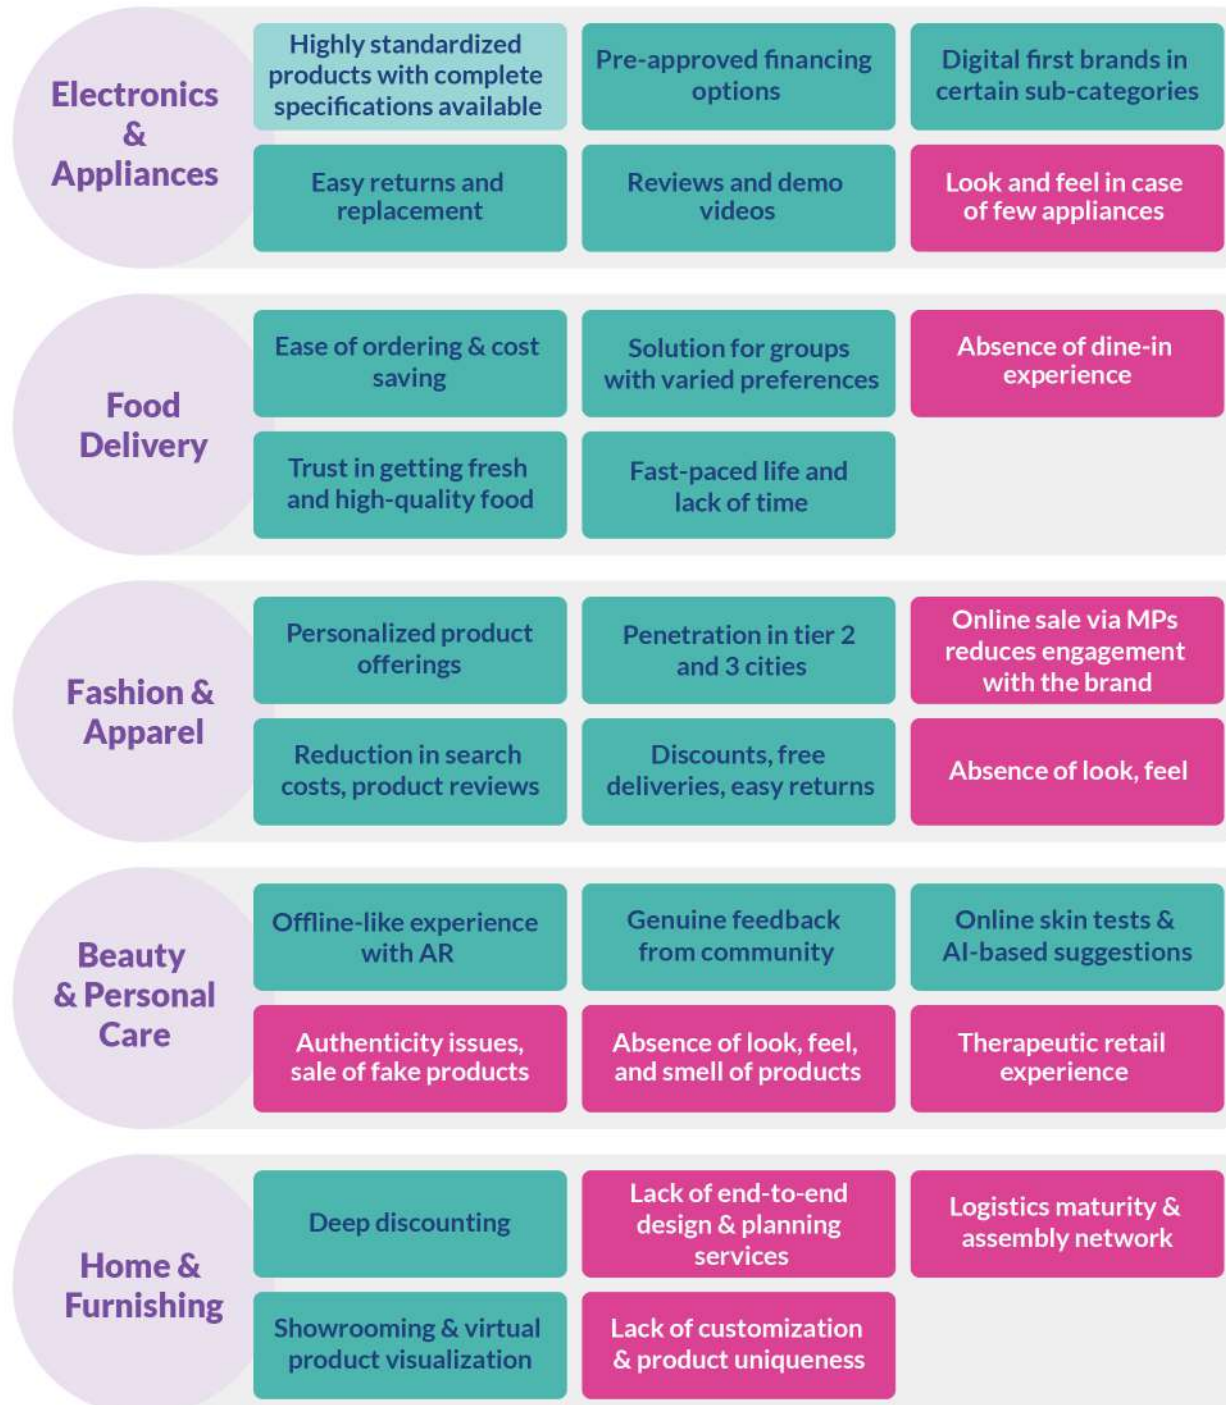 Electronics
&
Appliances
Highly standardized
products with complete
specifications available
Pre-approved financing
options
Digital first brands in
certain sub-categories
Easy returns and
replacement
Reviews and demo
videos
Look and feel in case
of few appliances
Food
Delivery
Ease of ordering & cost
saving
Solution for groups
with varied preferences
Absence of dine-in
experience
Trust in getting fresh
and high-quality food
Fast-paced life and
lack of time
Fashion &
Apparel
Personalized product
offerings
Penetration in tier 2
and 3 cities
Online sale via MPs
reduces engagement
with the brand
Reduction in search
costs, product reviews
Discounts, free
deliveries, easy returns
Absence of look, feel
Beauty
& Personal
Care
Offline-like experience
with AR
Genuine feedback
from community
Online skin tests &
AI-based suggestions
Authenticity issues,
sale of fake products
Absence of look, feel,
and smell of products
Therapeutic retail
experience
Home &
Furnishing
Deep discounting
Lack of end-to-end
design & planning
services
Logistics maturity &
assembly network
Showrooming & virtual
product visualization
Lack of customization
& product uniqueness